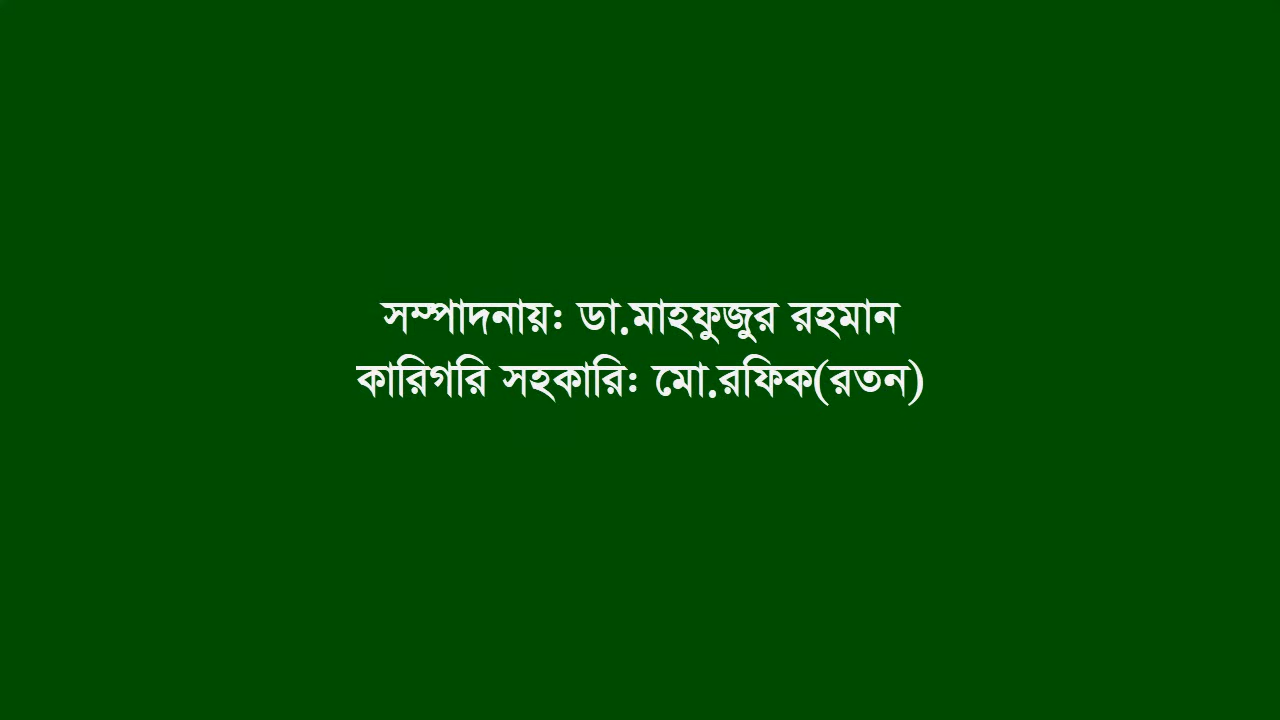 সম্পাদনায়: ডা.মাহফুজুর রহমান
কারিগরি সহকারি: মো.রফিক(রতন)